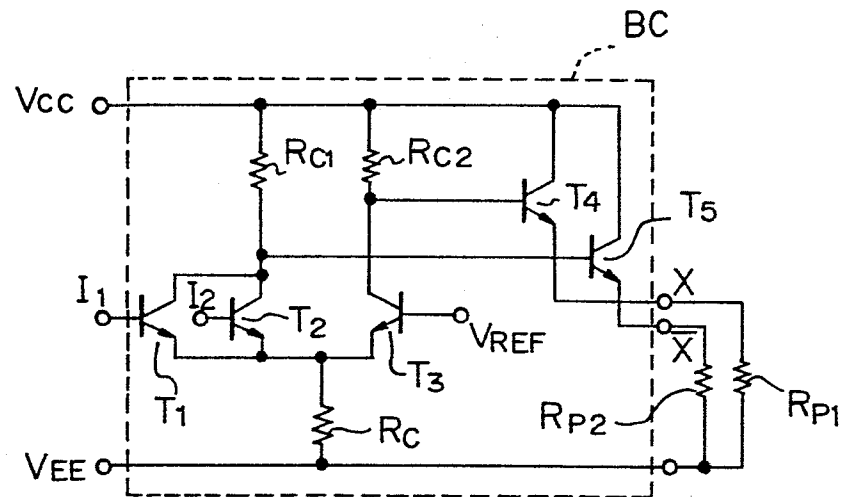 BC
VCC
RC1
RC2
T4
T5
I1
I2
T2
VREF
X
X̅
T1
T3
RC
RP2
RP1
VEE